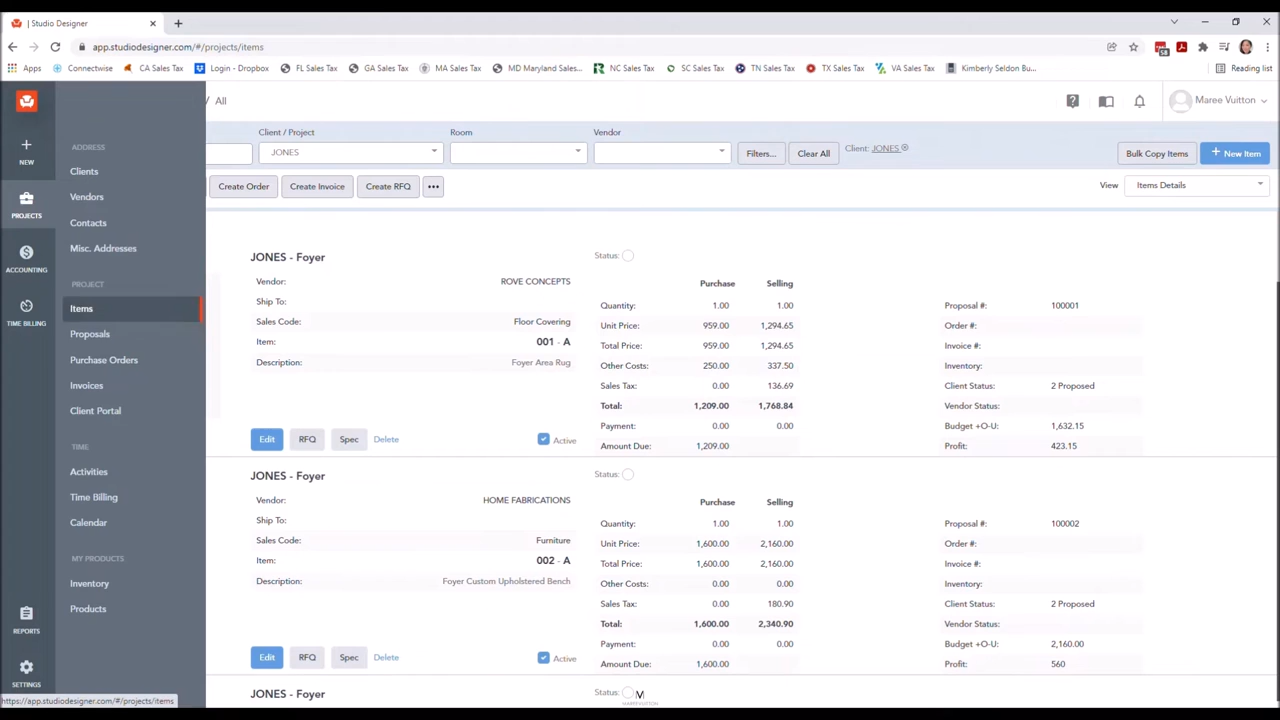 | Studio Designer
app.studiodesigner.com/#/projects/items
58
Apps Connectwise CA Sales Tax Login - Dropbox FL Sales Tax GA Sales Tax MA Sales Tax MD Maryland Sales... NC Sales Tax SC Sales Tax TN Sales Tax TX Sales Tax VA Sales Tax Kimberly Seldon Bu... Reading list
/ All
Maree Vuitton
NEW
PROJECTS
ACCOUNTING
TIME BILLING
REPORTS
SETTINGS
ADDRESS
Clients
Vendors
Contacts
Misc. Addresses
PROJECT
Items
Proposals
Purchase Orders
Invoices
Client Portal
TIME
Activities
Time Billing
Calendar
MY PRODUCTS
Inventory
Products
Client / Project Room Vendor
JONES Filters... Clear All Client: JONES Bulk Copy Items + New Item
Create Order Create Invoice Create RFQ ••• View Items Details
JONES - Foyer
Vendor: ROVE CONCEPTS
Ship To:
Sales Code: Floor Covering
Item: 001 - A
Description: Foyer Area Rug
Edit RFQ Spec Delete Active
Status:
Purchase Selling
Quantity: 1.00 1.00
Unit Price: 959.00 1,294.65
Total Price: 959.00 1,294.65
Other Costs: 250.00 337.50
Sales Tax: 0.00 136.69
Total: 1,209.00 1,768.84
Payment: 0.00 0.00
Amount Due: 1,209.00
Proposal #: 100001
Order #:
Invoice #:
Inventory:
Client Status: 2 Proposed
Vendor Status:
Budget +O-U: 1,632.15
Profit: 423.15
JONES - Foyer
Vendor: HOME FABRICATIONS
Ship To:
Sales Code: Furniture
Item: 002 - A
Description: Foyer Custom Upholstered Bench
Edit RFQ Spec Delete Active
Status:
Purchase Selling
Quantity: 1.00 1.00
Unit Price: 1,600.00 2,160.00
Total Price: 1,600.00 2,160.00
Other Costs: 0.00 0.00
Sales Tax: 0.00 180.90
Total: 1,600.00 2,340.90
Payment: 0.00 0.00
Amount Due: 1,600.00
Proposal #: 100002
Order #:
Invoice #:
Inventory:
Client Status: 2 Proposed
Vendor Status:
Budget +O-U: 2,160.00
Profit: 560
JONES - Foyer
Status:
https://app.studiodesigner.com/#/projects/items